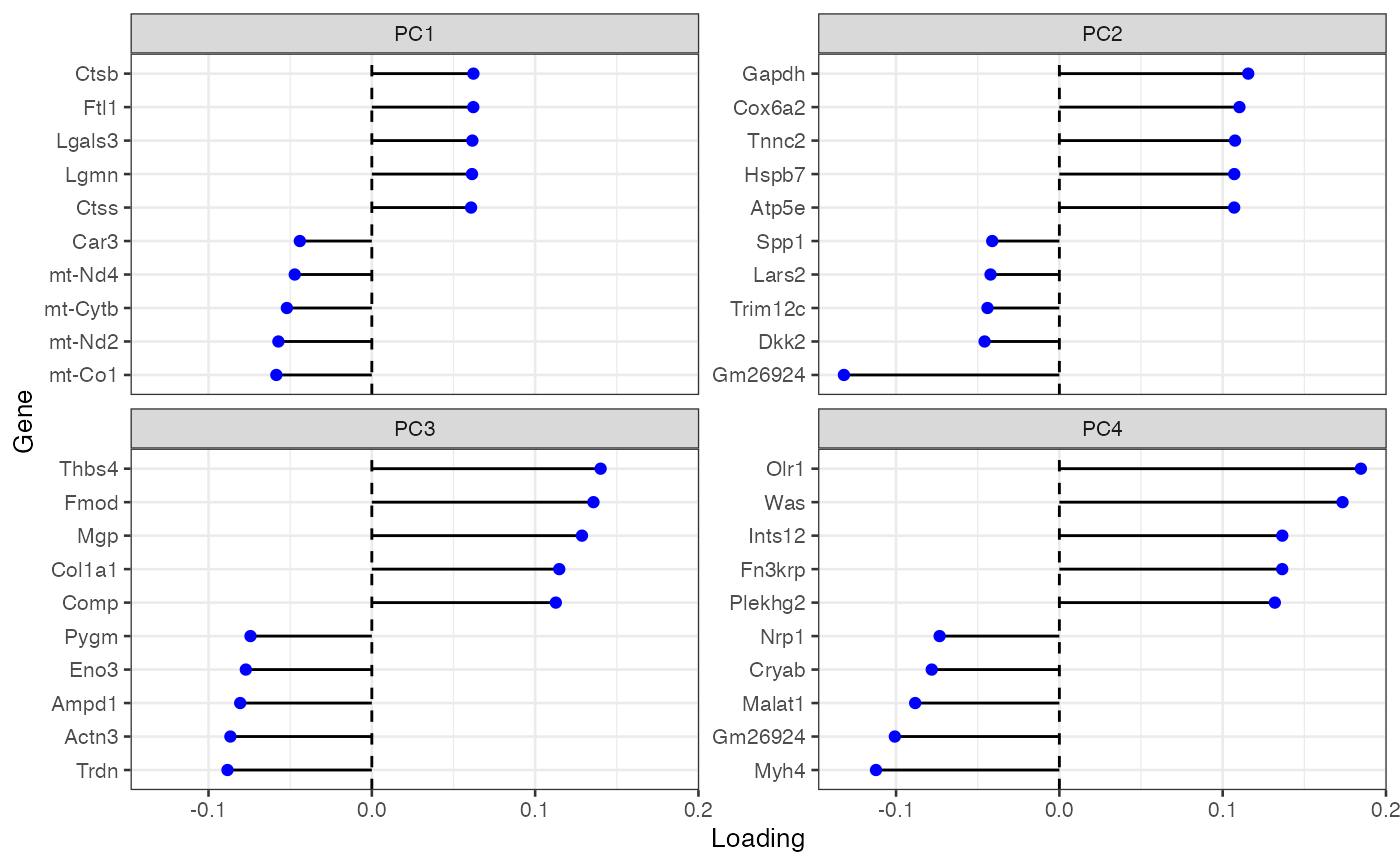 PC1
Ctsb
Ftl1
Lgals3
Lgmn
Ctss
Car3
mt-Nd4
mt-Cytb
mt-Nd2
mt-Co1
PC2
Gapdh
Cox6a2
Tnnc2
Hspb7
Atp5e
Spp1
Lars2
Trim12c
Dkk2
Gm26924
PC3
Thbs4
Fmod
Mgp
Col1a1
Comp
Pygm
Eno3
Ampd1
Actn3
Trdn
-0.1 0.0 0.1 0.2
PC4
Olr1
Was
Ints12
Fn3krp
Plekhg2
Nrp1
Cryab
Malat1
Gm26924
Myh4
-0.1 0.0 0.1 0.2
Gene
Loading